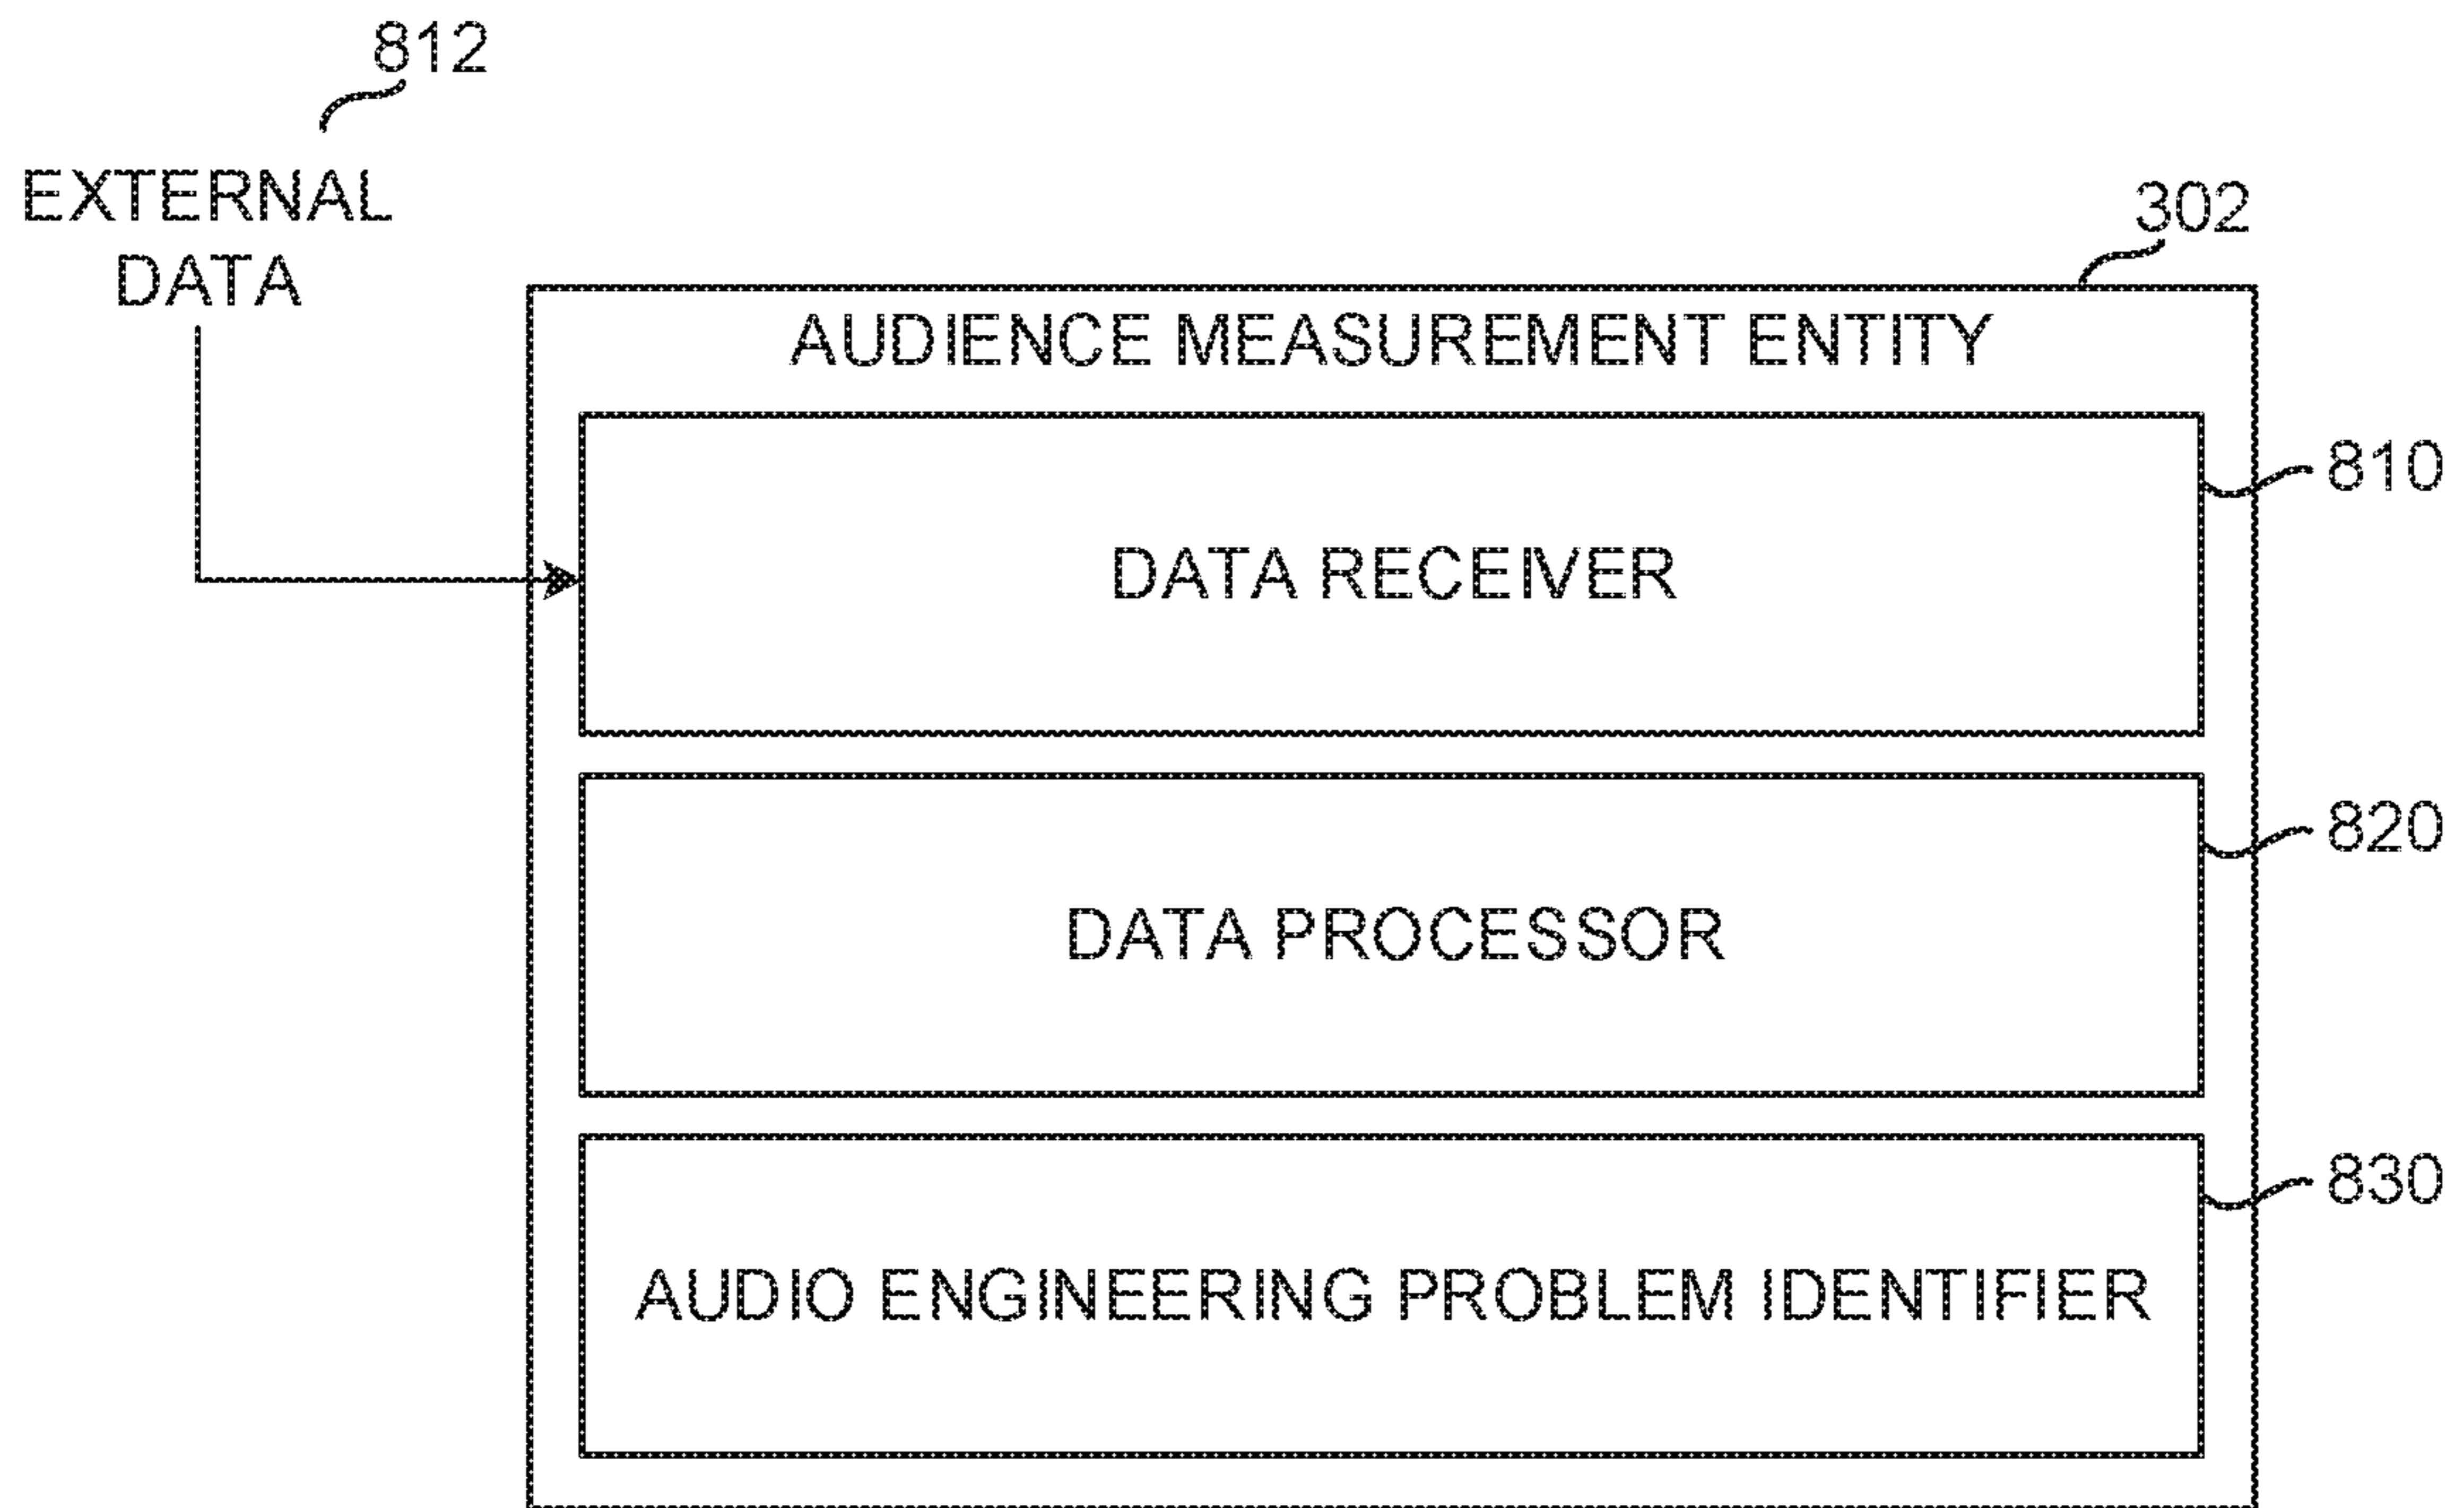 812
EXTERNAL
DATA
302
AUDIENCE MEASUREMENT ENTITY
810
DATA RECEIVER
820
DATA PROCESSOR
830
AUDIO ENGINEERING PROBLEM IDENTIFIER